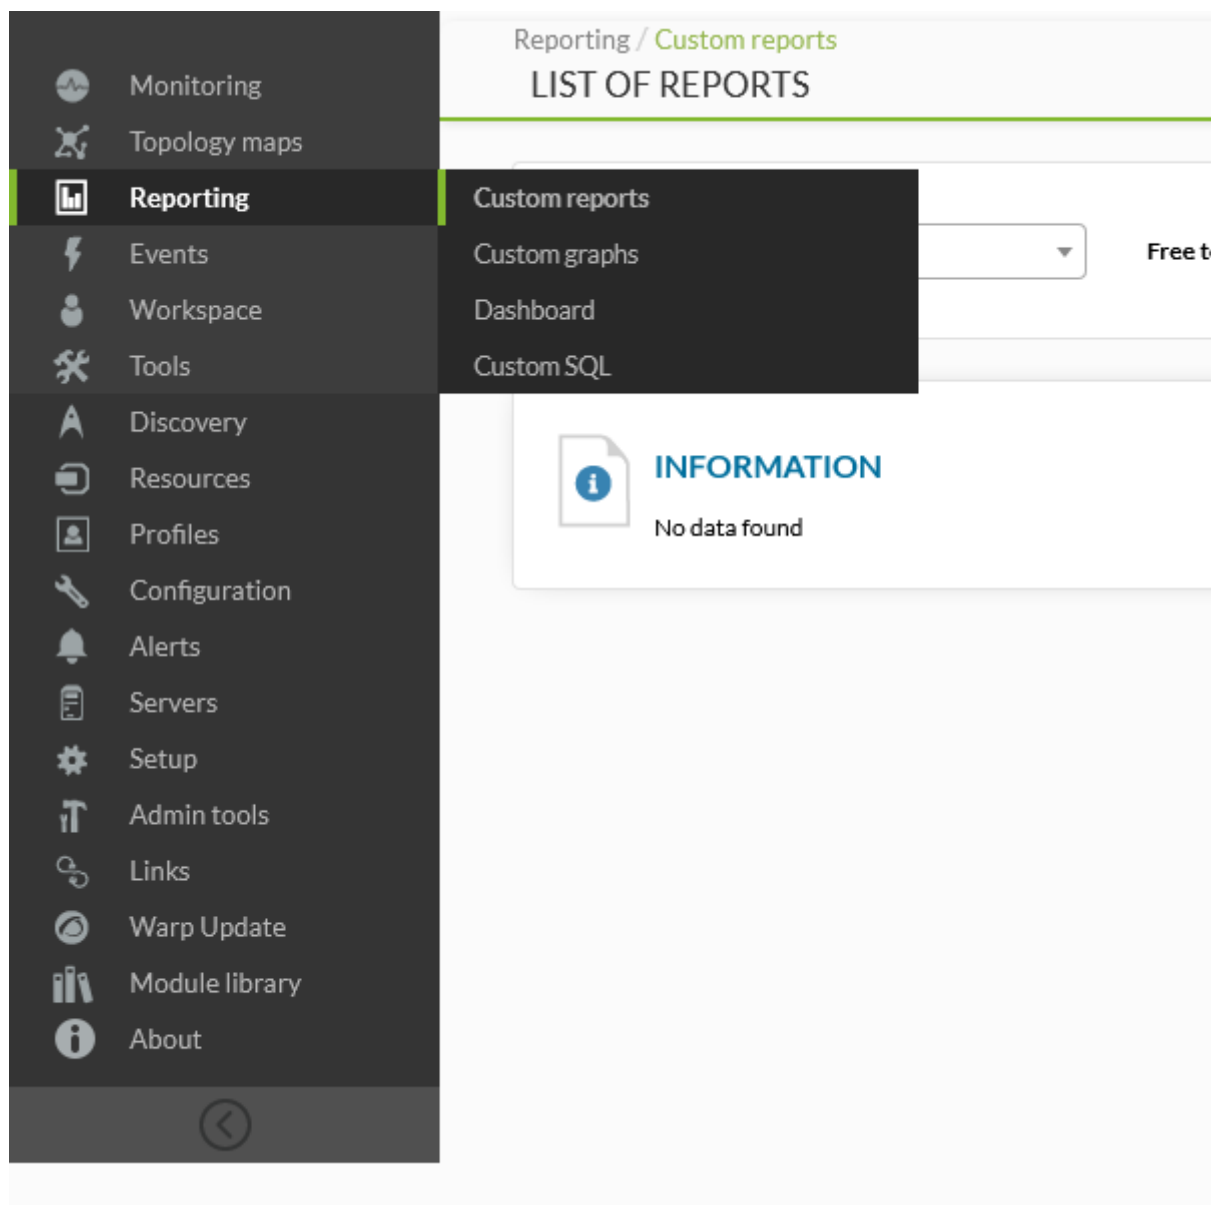 Reporting / Custom reports
LIST OF REPORTS
Monitoring
Topology maps
Reporting
Events
Workspace
Tools
Discovery
Resources
Profiles
Configuration
Alerts
Servers
Setup
Admin tools
Links
Warp Update
Module library
About
Custom reports
Custom graphs
Dashboard
Custom SQL
Free
INFORMATION
No data found